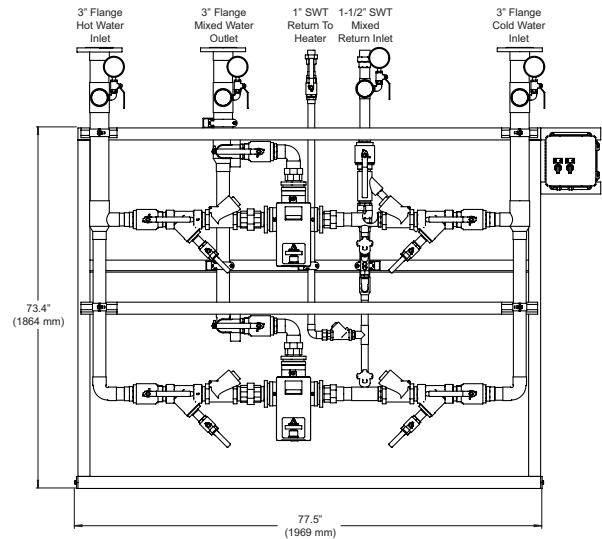 3" Flange
Hot Water
Inlet
3" Flange
Mixed Water
Outlet
1" SWT
Return To
Heater
1-1/2" SWT
Mixed
Return Inlet
3" Flange
Cold Water
Inlet
73.4"
(1864 mm)
77.5"
(1969 mm)